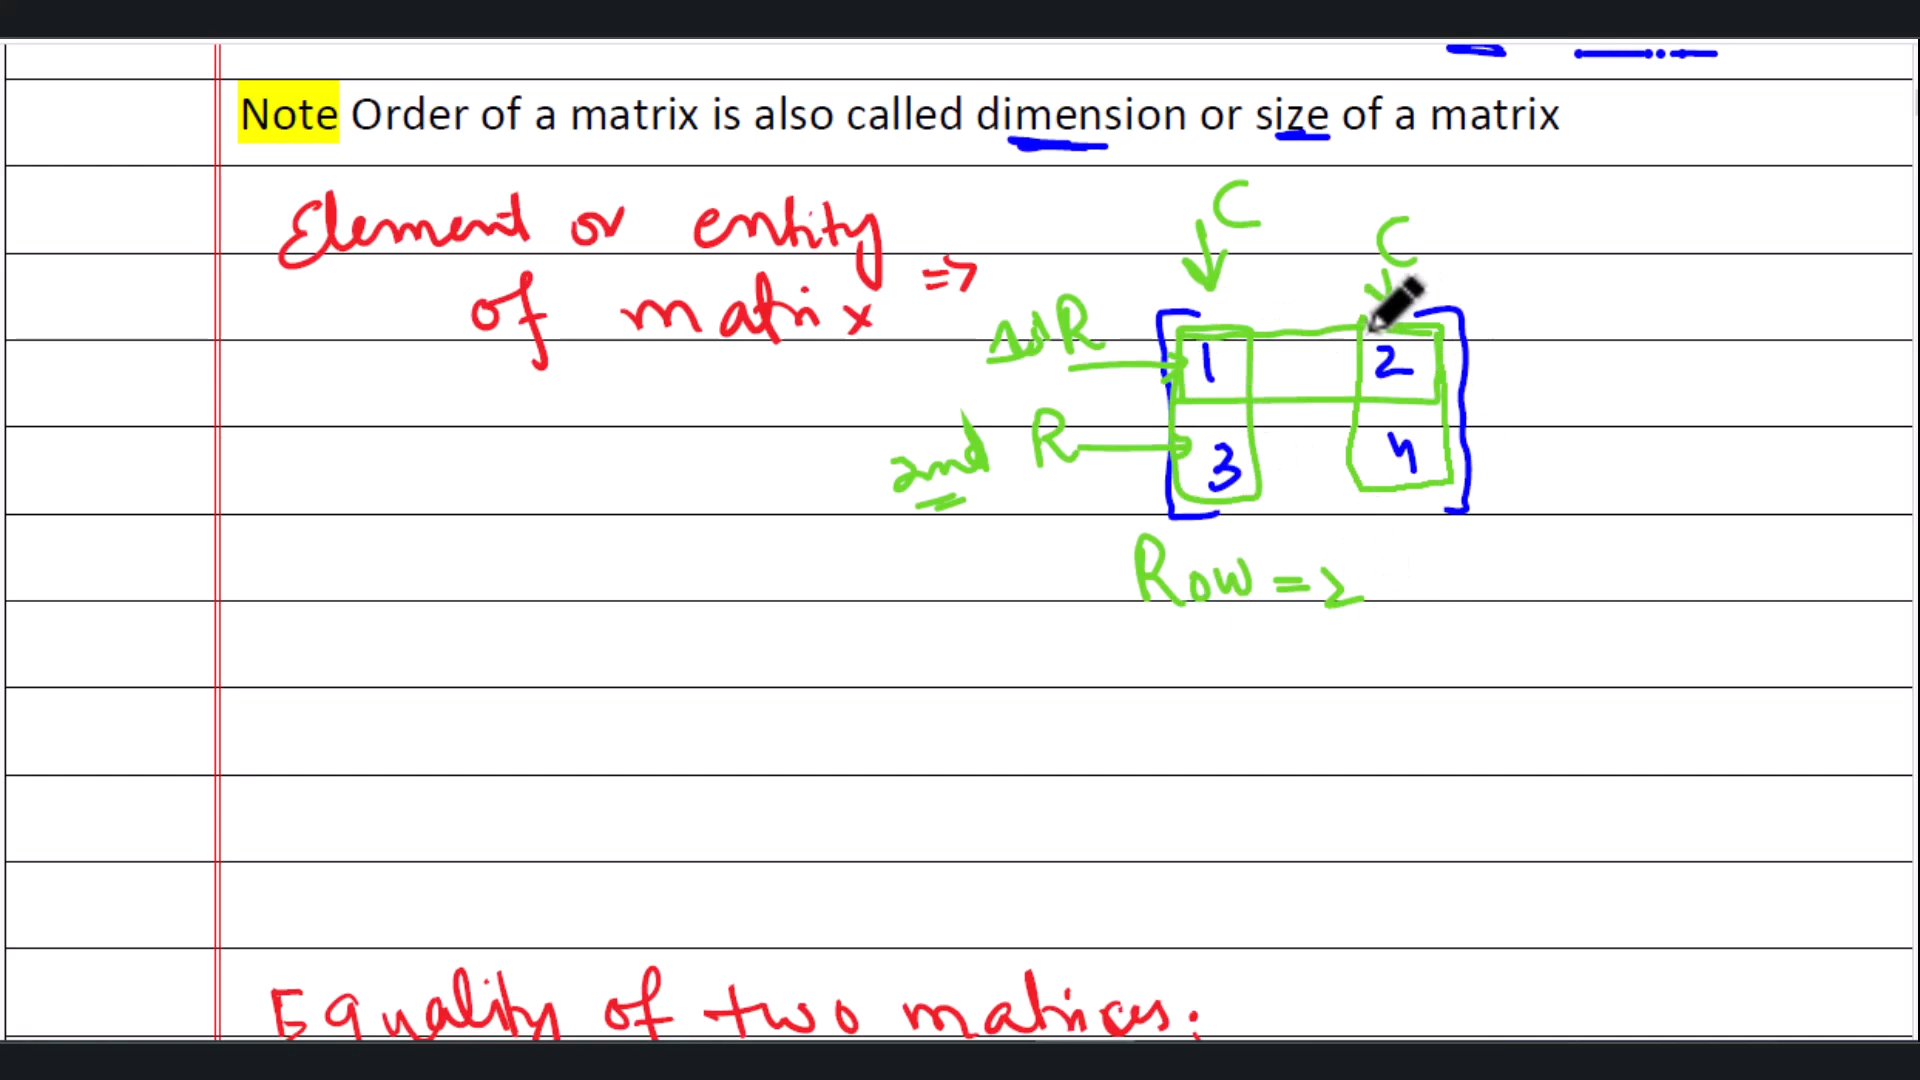 Note Order of a matrix is also called dimension or size of a matrix
Element or entity
of matrix =>
C
C
1st R
1 2
2nd R
3 4
Row = 2
Equality of two matrices: